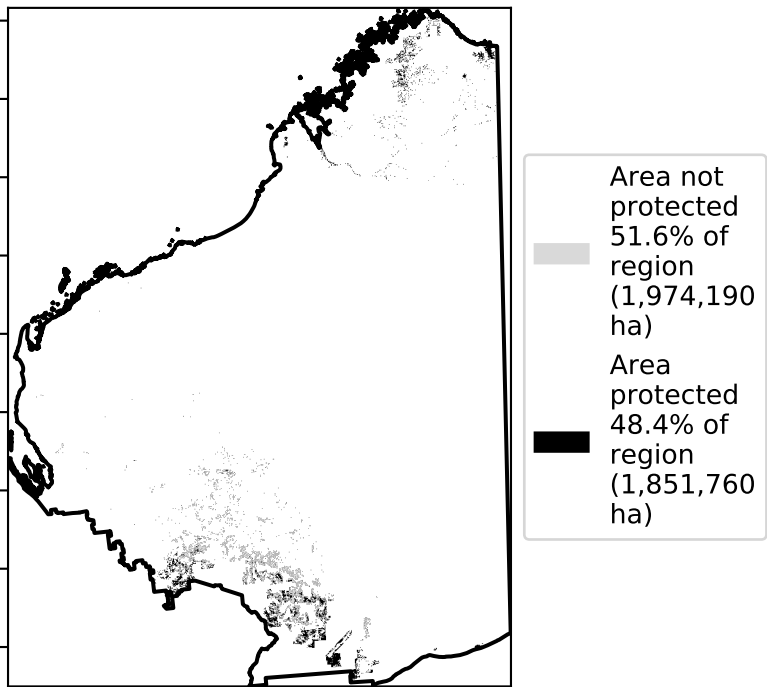 Area not
protected
51.6% of
region
(1,974,190
ha)
Area
protected
48.4% of
region
(1,851,760
ha)